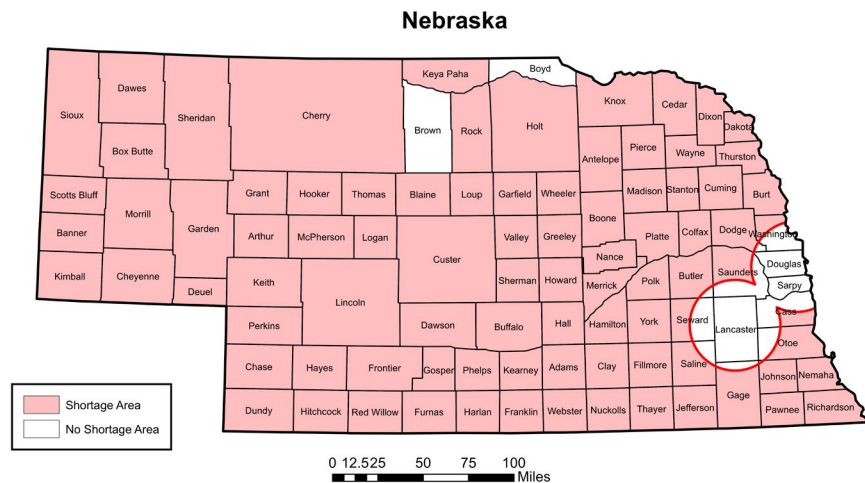 Nebraska
Boyd
Keya Paha
Dawes
Sioux
Sheridan
Cherry
Knox
Cedar
Dixon
Dakota
Brown
Rock
Holt
Box Butte
Antelope
Pierce
Wayne
Thurston
Scotts Bluff
Morrill
Garden
Grant
Hooker
Thomas
Blaine
Loup
Garfield
Wheeler
Madison
Stanton
Cuming
Burt
Banner
Arthur
McPherson
Logan
Custer
Valley
Greeley
Boone
Platte
Colfax
Dodge
Washington
Kimball
Cheyenne
Deuel
Keith
Lincoln
Sherman
Howard
Nance
Merrick
Polk
Butler
Saunders
Douglas
Sarpy
Perkins
Dawson
Buffalo
Hall
Hamilton
York
Seward
Lancaster
Cass
Otoe
Chase
Hayes
Frontier
Gosper
Phelps
Kearney
Adams
Clay
Fillmore
Saline
Johnson
Nemaha
Dundy
Hitchcock
Red Willow
Furnas
Harlan
Franklin
Webster
Nuckolls
Thayer
Jefferson
Gage
Pawnee
Richardson
Shortage Area
No Shortage Area
0 12.525 50 75 100
Miles